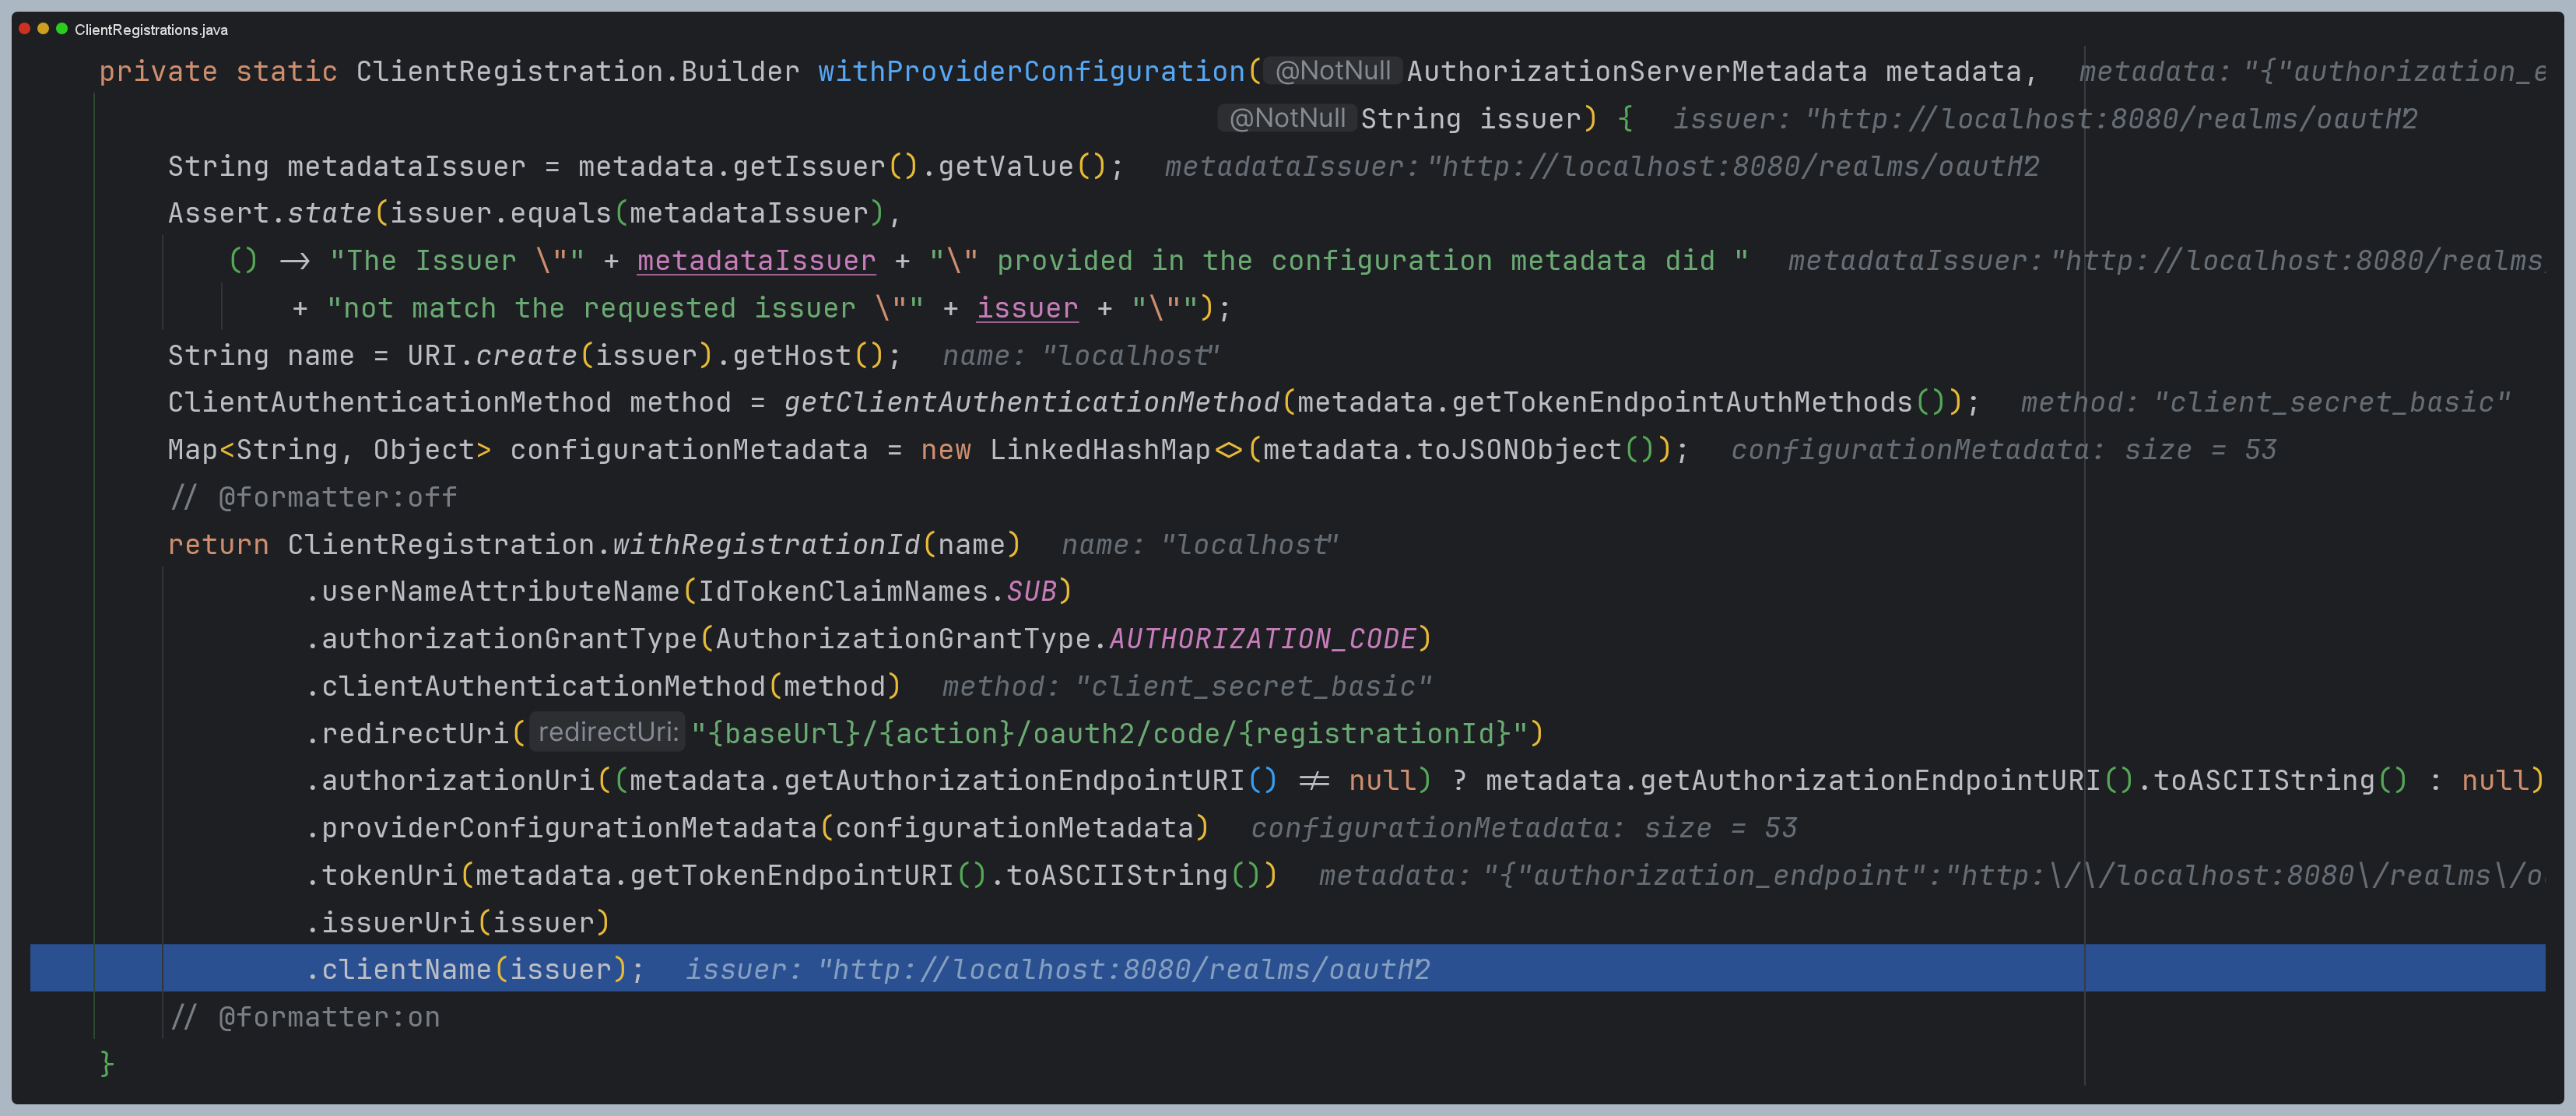 ClientRegistrations.java
private static ClientRegistration.Builder withProviderConfiguration( @NotNull AuthorizationServerMetadata metadata,   metadata: "{"authorization_e
@NotNull String issuer) {   issuer: "http://localhost:8080/realms/oauth2"
String metadataIssuer = metadata.getIssuer().getValue();   metadataIssuer: "http://localhost:8080/realms/oauth2"
Assert.state(issuer.equals(metadataIssuer),
() -> "The Issuer \"" + metadataIssuer + "\" provided in the configuration metadata did "   metadataIssuer: "http://localhost:8080/realms/
+ "not match the requested issuer \"" + issuer + "\"");
String name = URI.create(issuer).getHost();   name: "localhost"
ClientAuthenticationMethod method = getClientAuthenticationMethod(metadata.getTokenEndpointAuthMethods());   method: "client_secret_basic"
Map<String, Object> configurationMetadata = new LinkedHashMap<>(metadata.toJSONObject());   configurationMetadata: size = 53
// @formatter:off
return ClientRegistration.withRegistrationId(name)   name: "localhost"
.userNameAttributeName(IdTokenClaimNames.SUB)
.authorizationGrantType(AuthorizationGrantType.AUTHORIZATION_CODE)
.clientAuthenticationMethod(method)   method: "client_secret_basic"
.redirectUri( redirectUri: "{baseUrl}/{action}/oauth2/code/{registrationId}")
.authorizationUri((metadata.getAuthorizationEndpointURI() != null) ? metadata.getAuthorizationEndpointURI().toASCIIString() : null)
.providerConfigurationMetadata(configurationMetadata)   configurationMetadata: size = 53
.tokenUri(metadata.getTokenEndpointURI().toASCIIString())   metadata: "{"authorization_endpoint":"http:\/\/localhost:8080\/realms\/o
.issuerUri(issuer)
.clientName(issuer);   issuer: "http://localhost:8080/realms/oauth2"
// @formatter:on
}